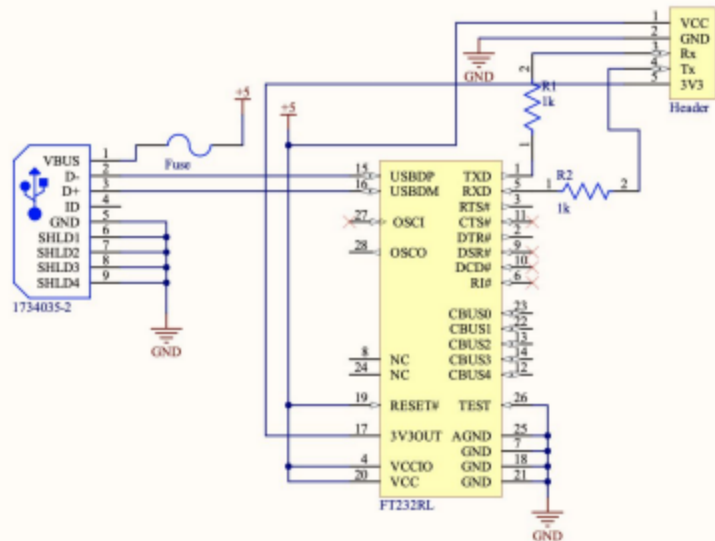 1 VCC
2 GND
3 Rx
4 Tx
5 3V3
Header
GND
2
R1
1k
1
+5
+5
Fuse
VBUS 1
D- 2
D+ 3
ID 4
GND 5
SHLD1 6
SHLD2 7
SHLD3 8
SHLD4 9
1734035-2
GND
15 USBDP TXD 1
16 USBDM RXD 5
1 R2 2
1k
RTS# 3
27 OSCI CTS# 11
DTR# 2
28 OSCO DSR# 9
DCD# 10
RI# 6
CBUS0 23
CBUS1 22
CBUS2 13
8 NC CBUS3 14
24 NC CBUS4 12
19 RESET# TEST 26
17 3V3OUT AGND 25
GND 7
4 VCCIO GND 18
20 VCC GND 21
FT232RL
GND